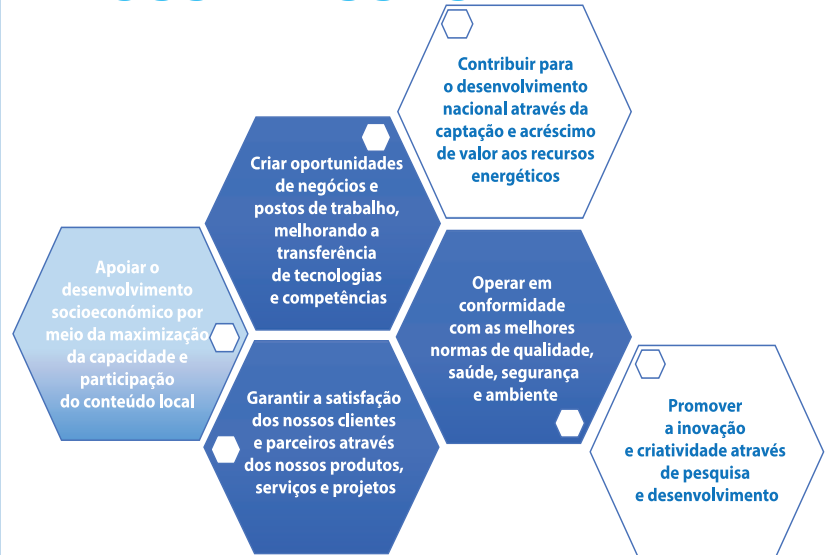 Contribuir para
o desenvolvimento
nacional através da
captação e acréscimo
de valor aos recursos
energéticos
Criar oportunidades
de negócios e
postos de trabalho,
melhorando a
transferência
de tecnologias
e competências
Apoiar o
desenvolvimento
socioeconómico por
meio da maximização
da capacidade e
participação
do conteúdo local
Operar em
conformidade
com as melhores
normas de qualidade,
saúde, segurança
e ambiente
Garantir a satisfação
dos nossos clientes
e parceiros através
dos nossos produtos,
serviços e projetos
Promover
a inovação
e criatividade através
de pesquisa
e desenvolvimento